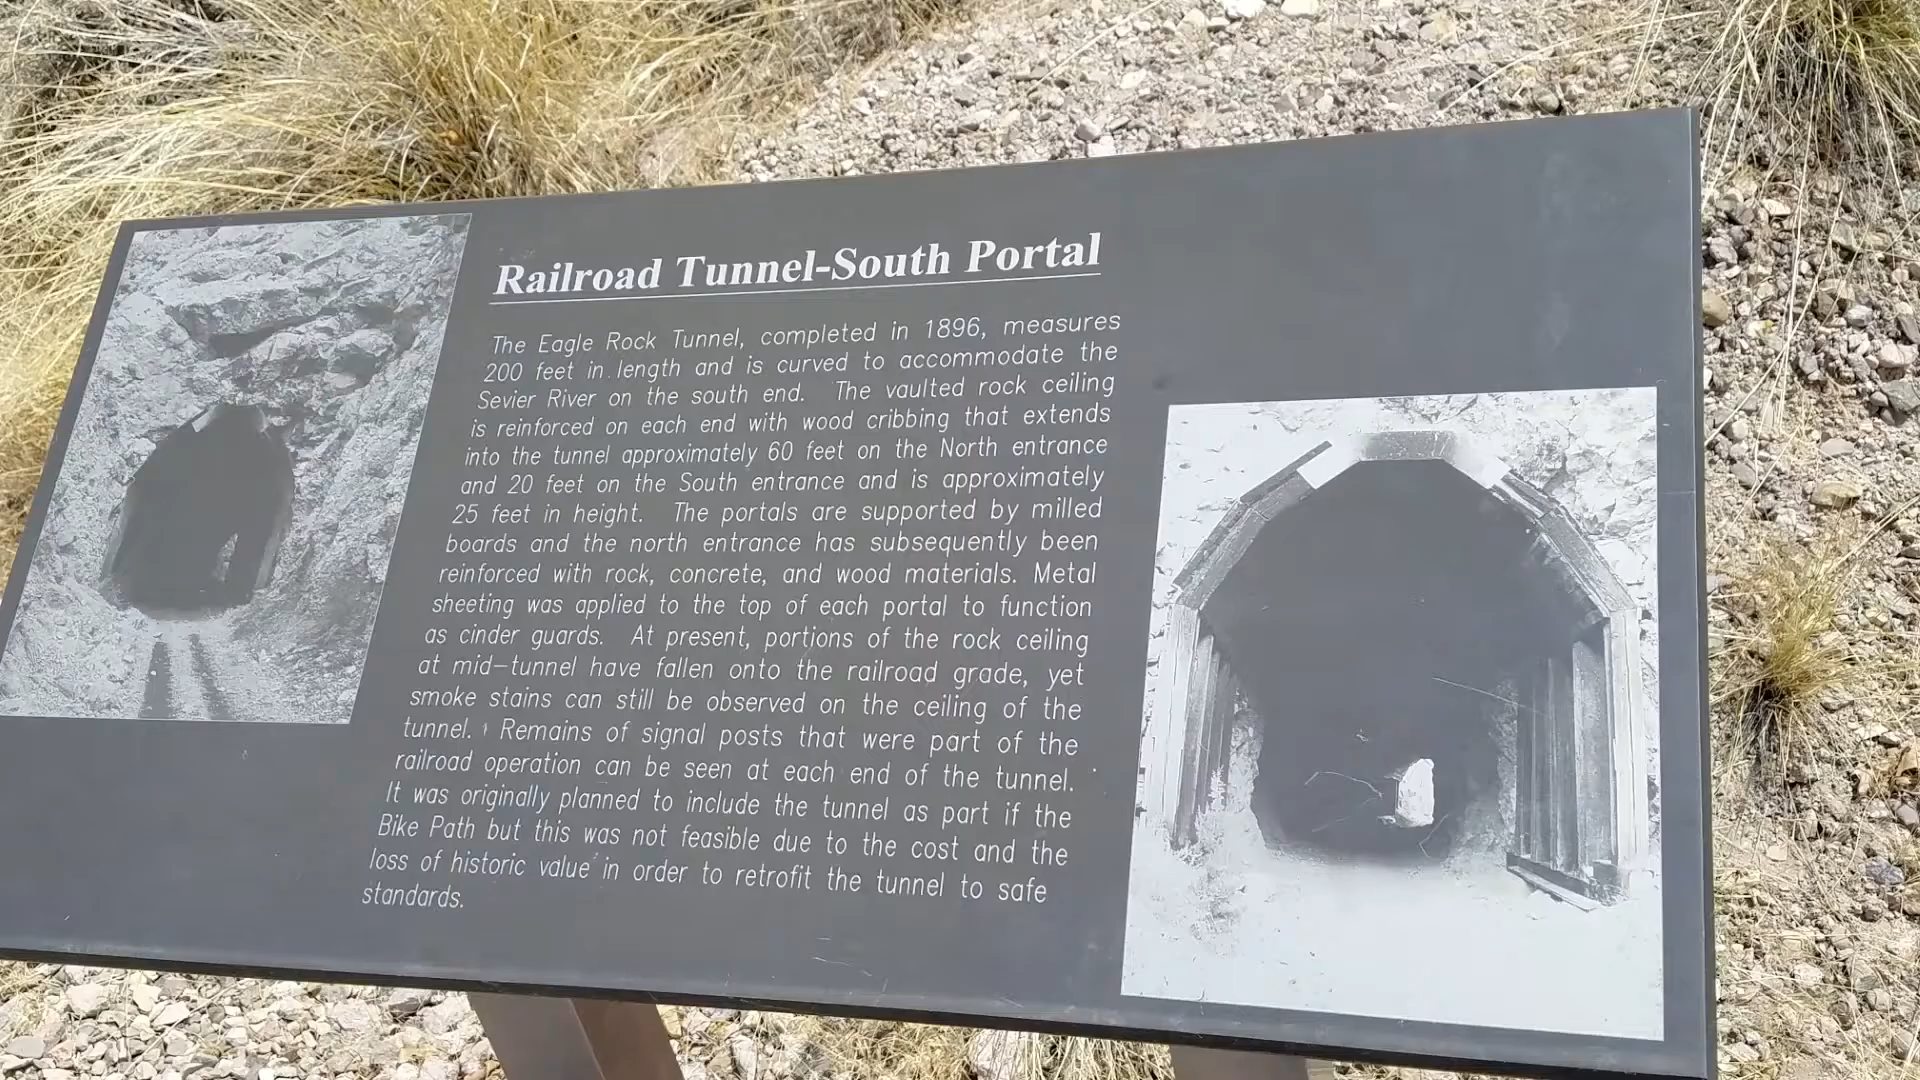 Railroad Tunnel-South Portal
The Eagle Rock Tunnel, completed in 1896, measures
200 feet in length and is curved to accommodate the
Sevier River on the south end. The vaulted rock ceiling
is reinforced on each end with wood cribbing that extends
into the tunnel approximately 60 feet on the North entrance
and 20 feet on the South entrance and is approximately
25 feet in height. The portals are supported by milled
boards and the north entrance has subsequently been
reinforced with rock, concrete, and wood materials. Metal
sheeting was applied to the top of each portal to function
as cinder guards. At present, portions of the rock ceiling
at mid-tunnel have fallen onto the railroad grade, yet
smoke stains can still be observed on the ceiling of the
tunnel. Remains of signal posts that were part of the
railroad operation can be seen at each end of the tunnel.
It was originally planned to include the tunnel as part if the
Bike Path but this was not feasible due to the cost and the
loss of historic value in order to retrofit the tunnel to safe
standards.